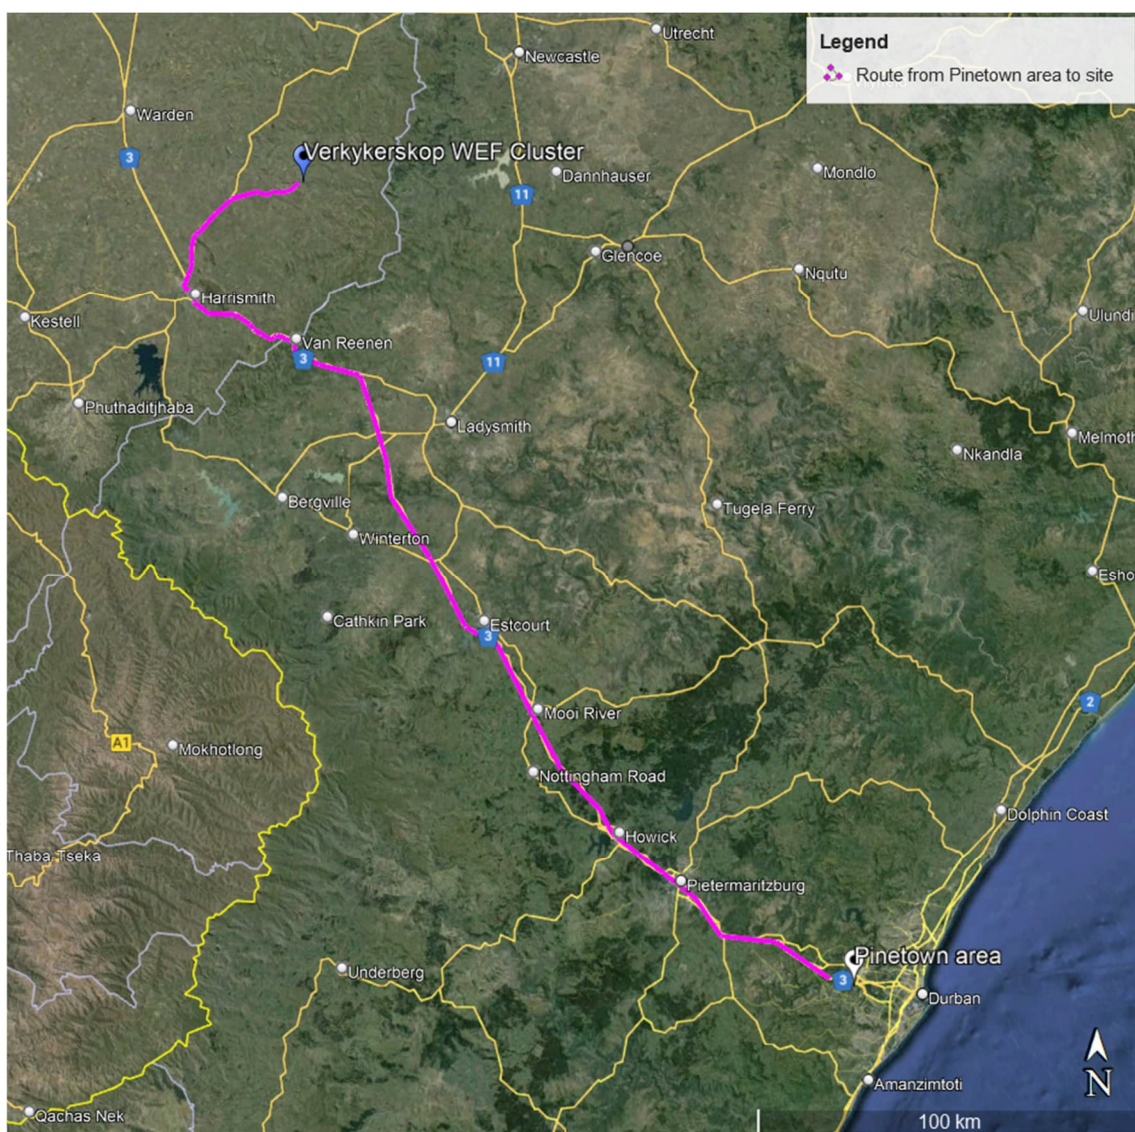 Utrecht
Newcastle
Legend
Route from Pinetown area to site
Warden
3
Verkykerskop WEF Cluster
Dannhauser
Mondlo
11
Glencoe
Nqutu
Harrismith
Kestell
Ulundi
Van Reenen
3
11
Phuthaditjhaba
Ladysmith
Melmoth
Nkandla
Bergville
Tugela Ferry
Winterton
Esho
Cathkin Park
Estcourt
3
2
Mooi River
A1
Mokhotlong
Nottingham Road
Dolphin Coast
Howick
Thaba Tseka
Pietermaritzburg
Pinetown area
Underberg
3
Durban
N
Amanzimtoti
Qachas Nek
100 km